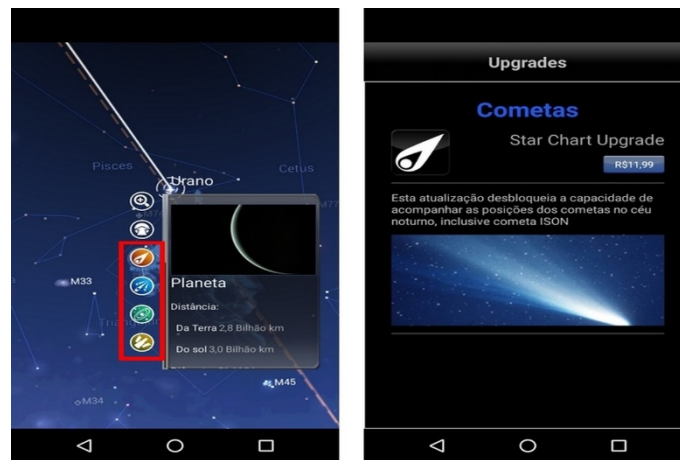 Pisces
Urano
Cetus
M74
M77
M33
Planeta
Distância:
Da Terra 2,8 Bilhão km
Do sol 3,0 Bilhão km
M45
M34
Upgrades
Cometas
Star Chart Upgrade
R$11,99
Esta atualização desbloqueia a capacidade de
acompanhar as posições dos cometas no céu
noturno, inclusive cometa ISON